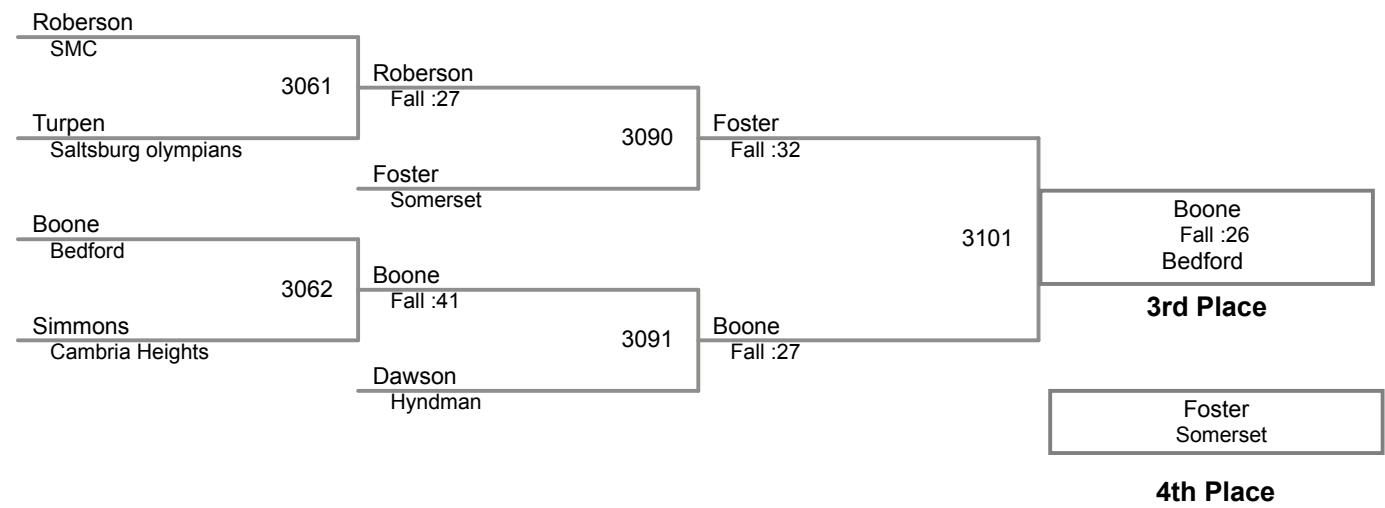 Roberson
SMC
3061
Roberson
Fall :27
Turpen
Saltsburg olympians
3090
Foster
Fall :32
Foster
Somerset
Boone
Bedford
3101
Boone
Fall :26
Bedford
3rd Place
3062
Boone
Fall :41
Simmons
Cambria Heights
3091
Boone
Fall :27
Dawson
Hyndman
Foster
Somerset
4th Place